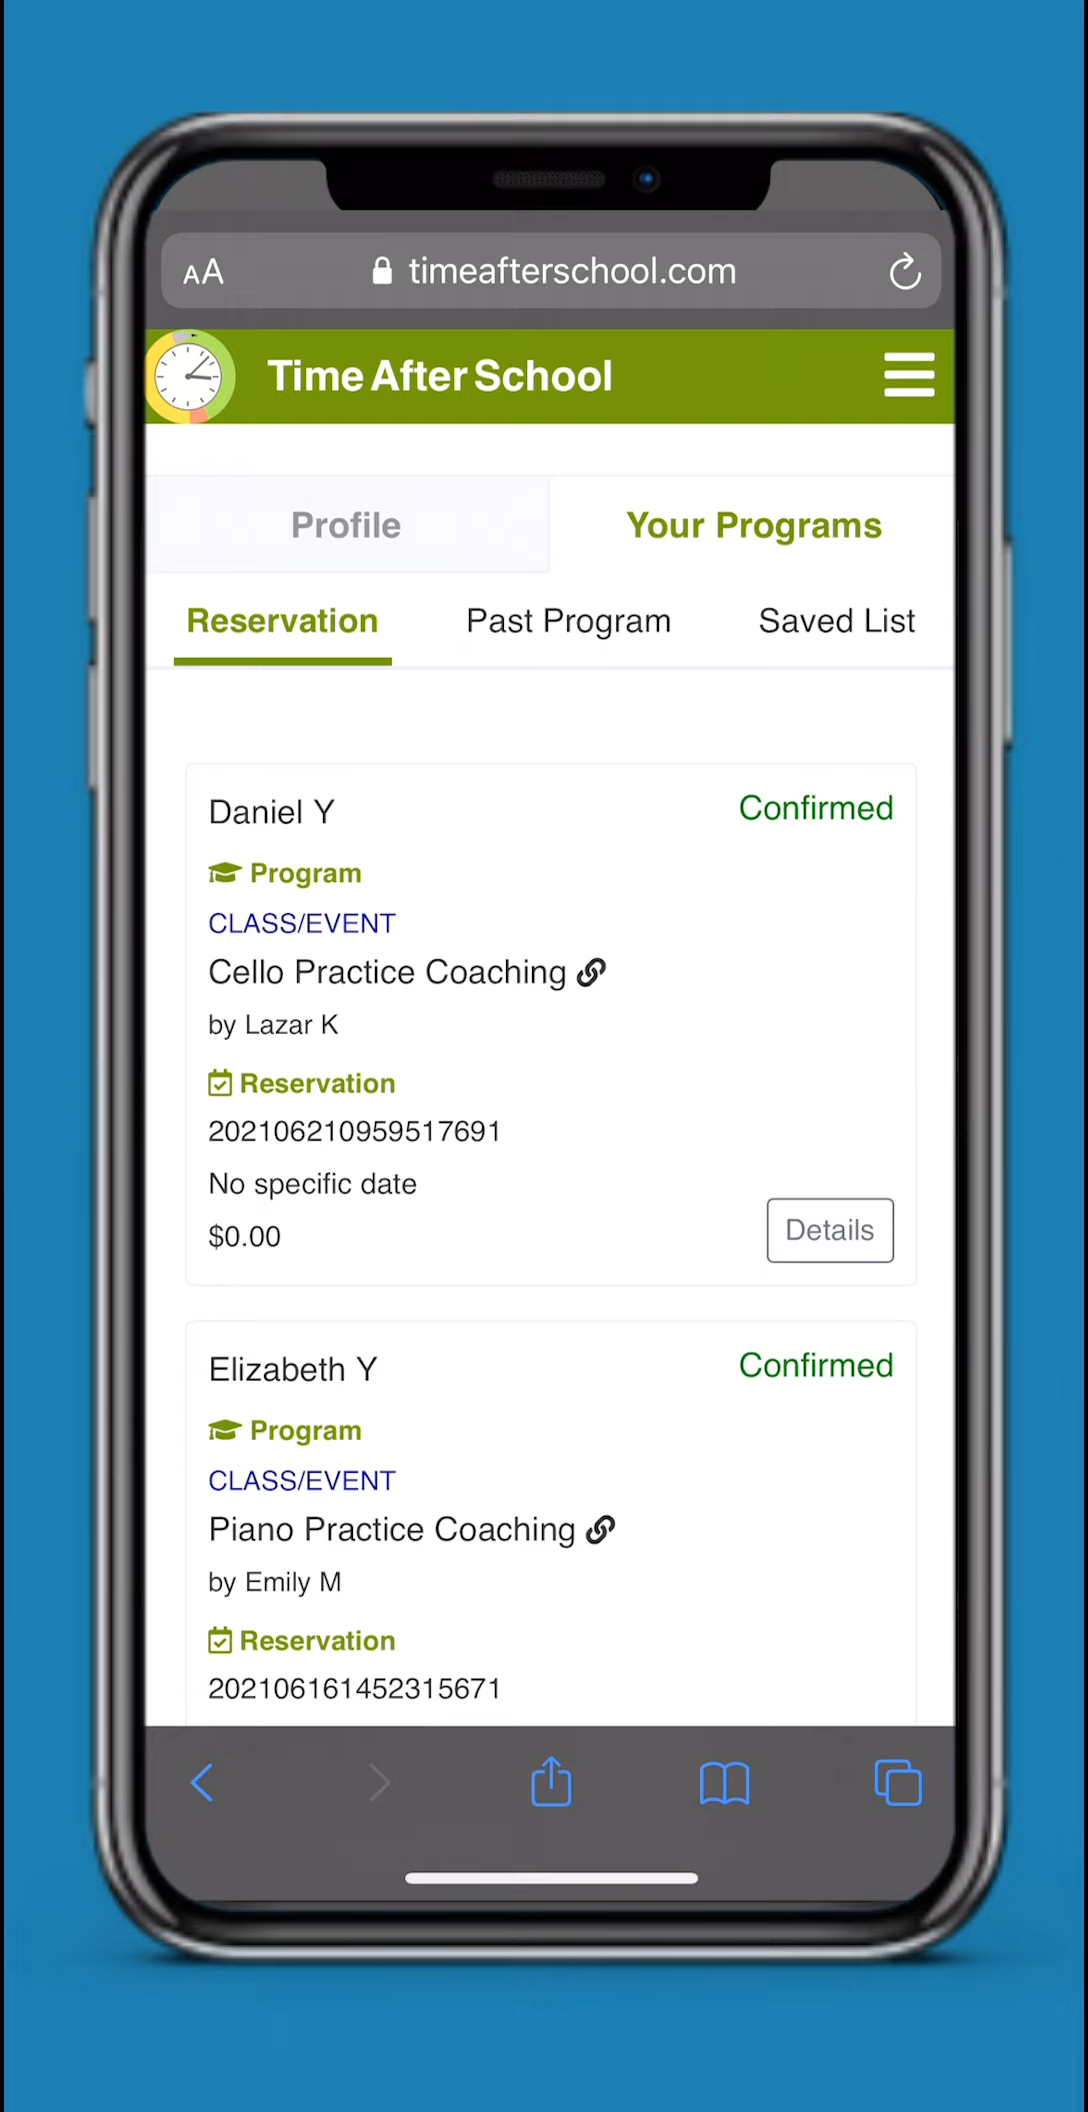 AA timeafterschool.com
Time After School
Profile Your Programs
Reservation Past Program Saved List
Daniel Y Confirmed
Program
CLASS/EVENT
Cello Practice Coaching
by Lazar K
Reservation
202106210959517691
No specific date
$0.00 Details
Elizabeth Y Confirmed
Program
CLASS/EVENT
Piano Practice Coaching
by Emily M
Reservation
202106161452315671